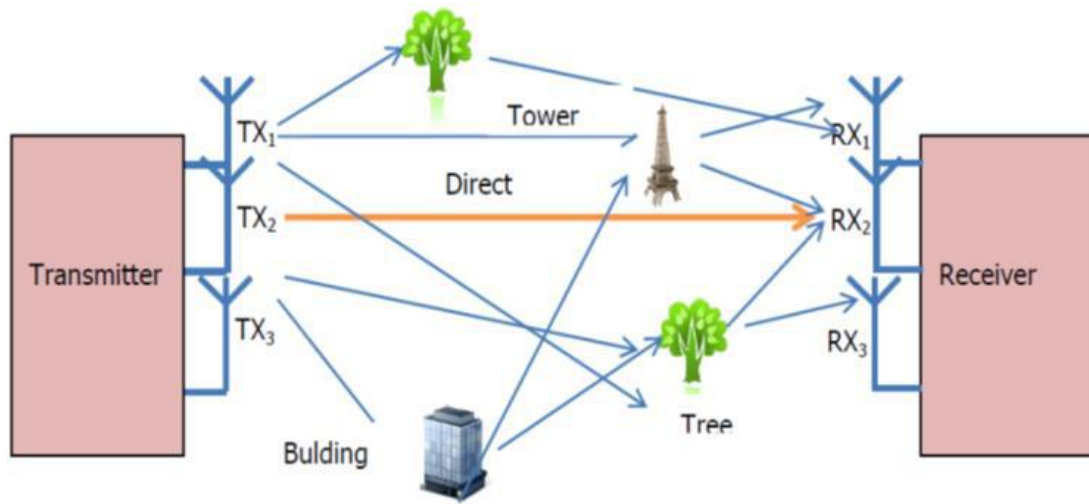 Tower
TX₁
RX₁
Direct
TX₂
RX₂
Transmitter
Receiver
TX₃
RX₃
Tree
Bulding